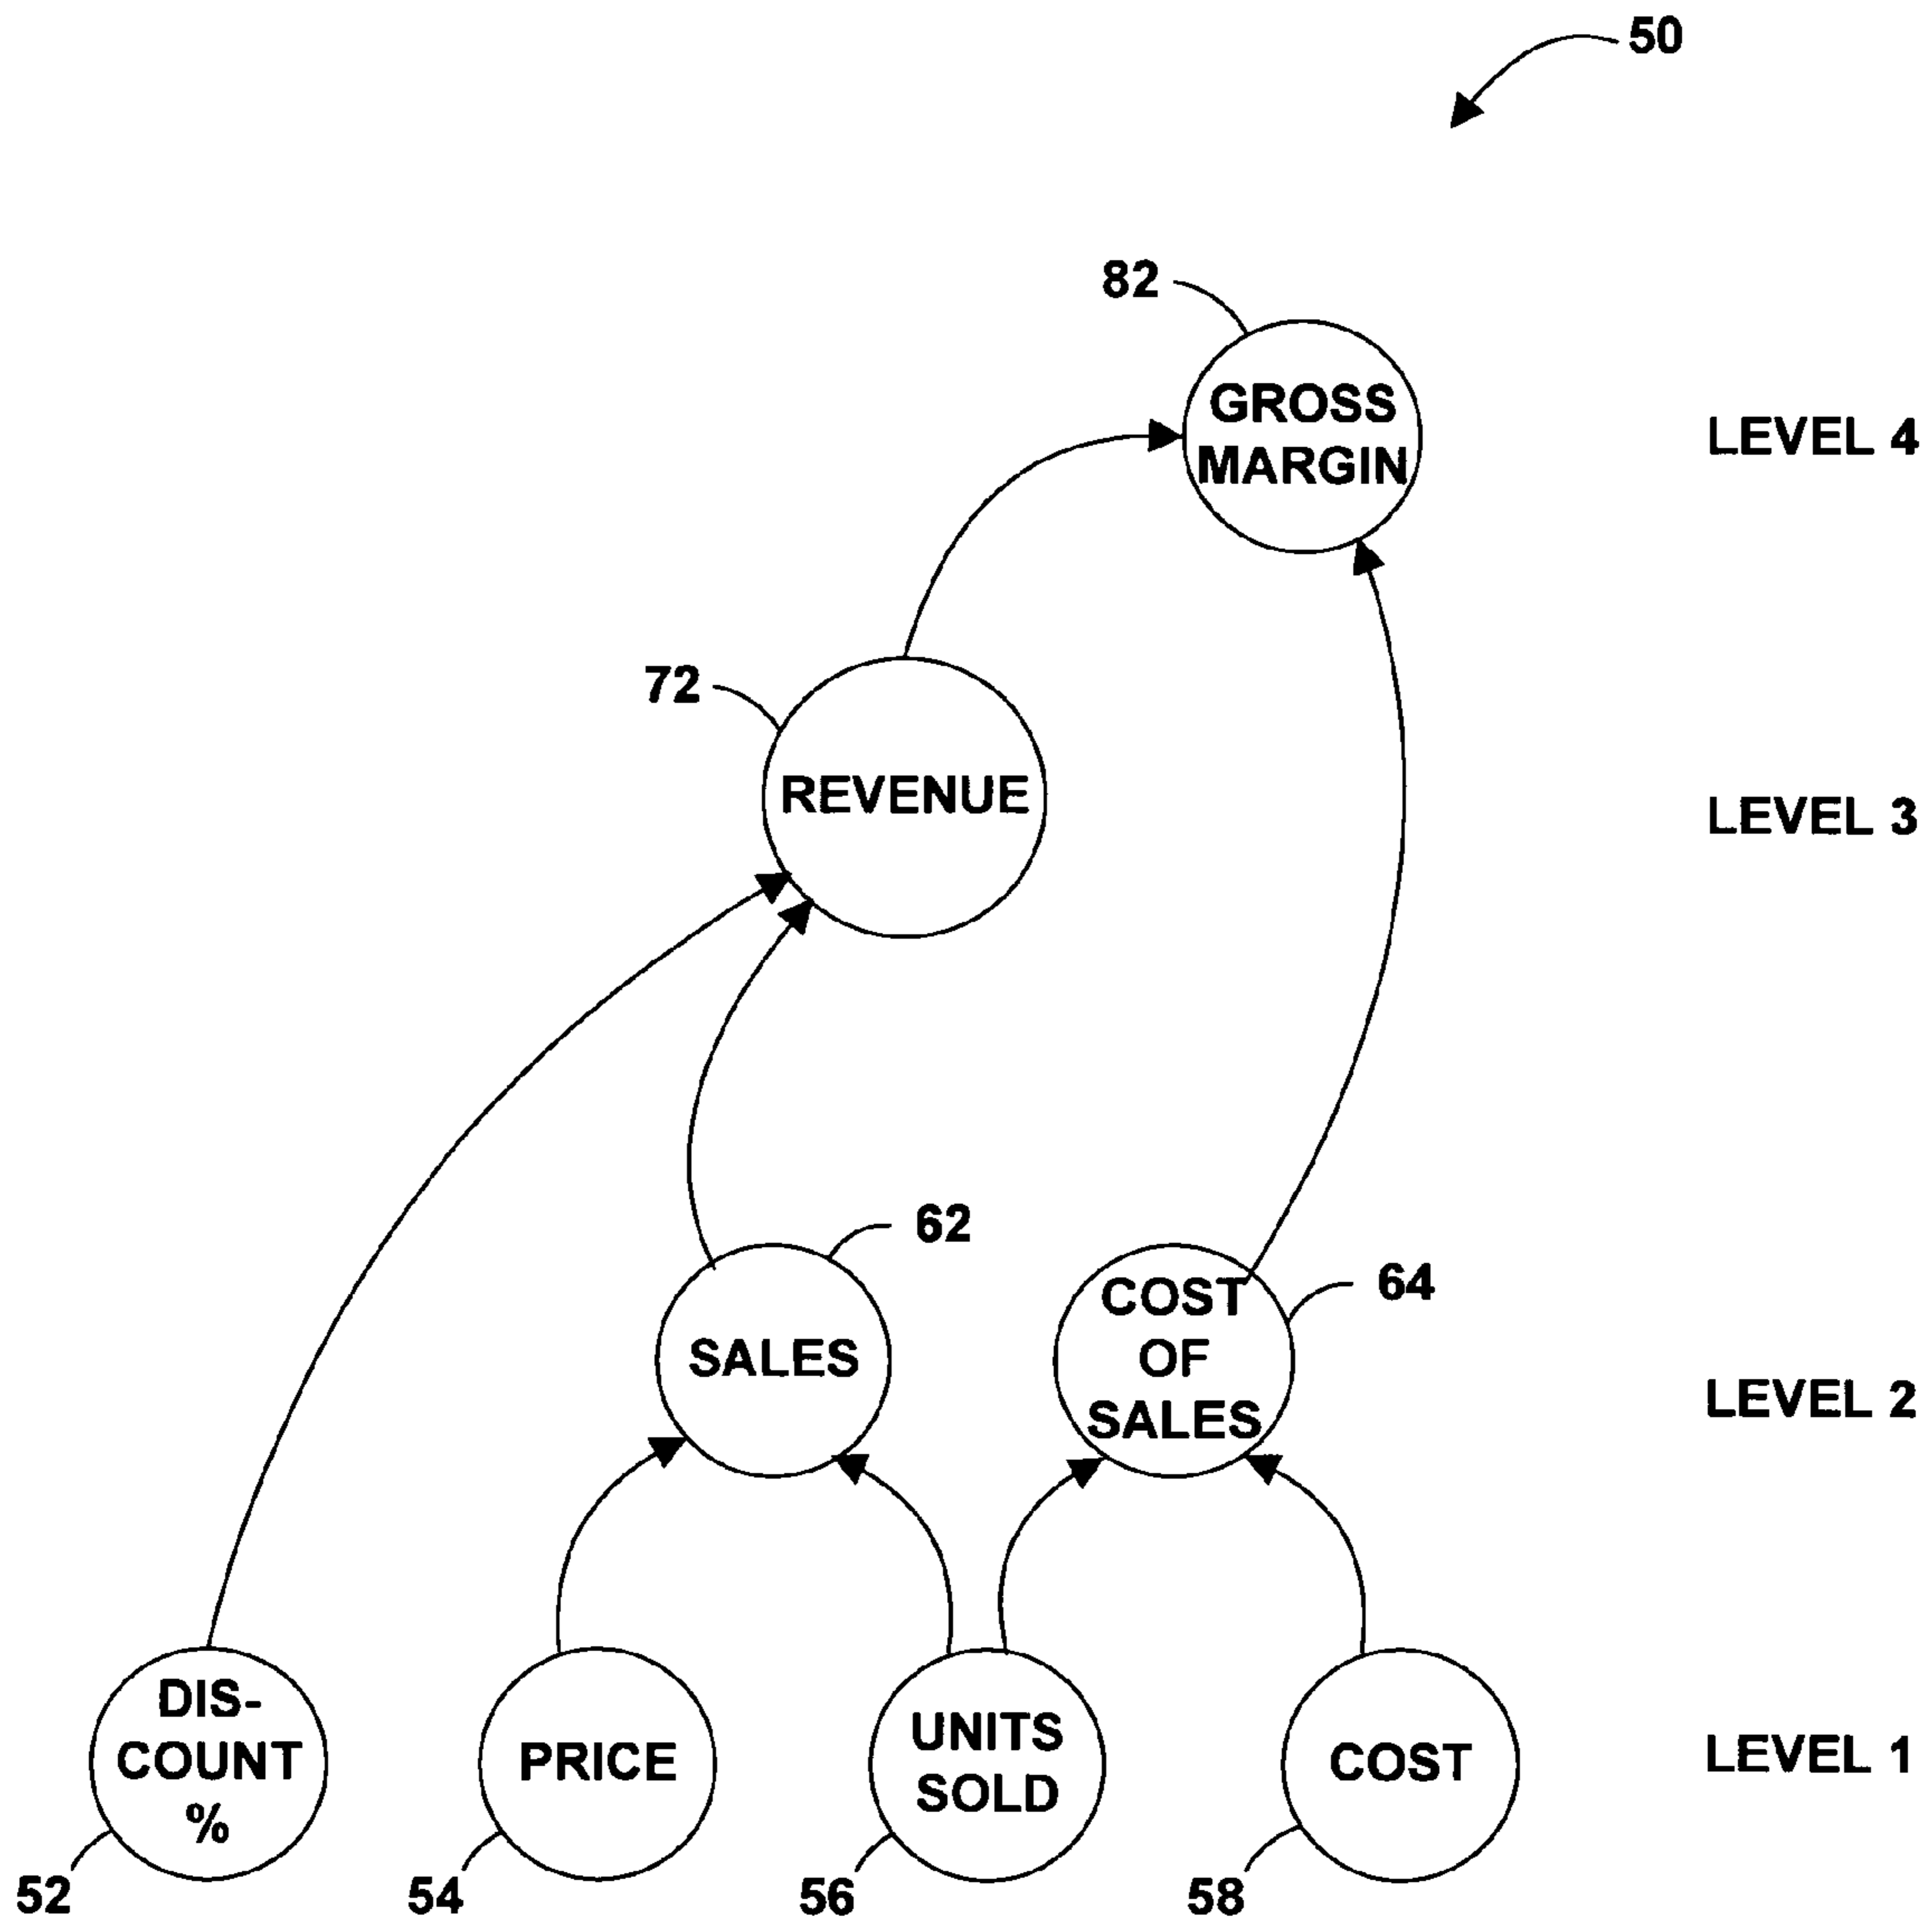 50
82
GROSS
MARGIN
LEVEL 4
72
REVENUE
LEVEL 3
62
64
SALES
COST
OF
SALES
LEVEL 2
DIS-
COUNT
%
PRICE
UNITS
SOLD
COST
LEVEL 1
52
54
56
58